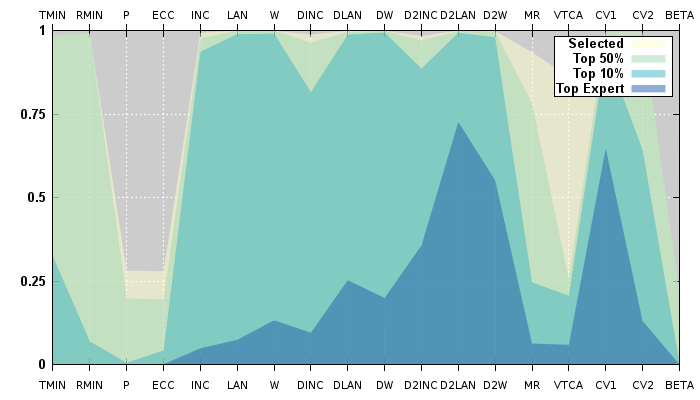 TMIN RMIN P ECC INC LAN W DINC DLAN DW D2INC D2LAN D2W MR VTCA CV1 CV2 BETA
1
Selected
Top 50%
Top 10%
Top Expert
0.75
0.5
0.25
0
TMIN RMIN P ECC INC LAN W DINC DLAN DW D2INC D2LAN D2W MR VTCA CV1 CV2 BETA